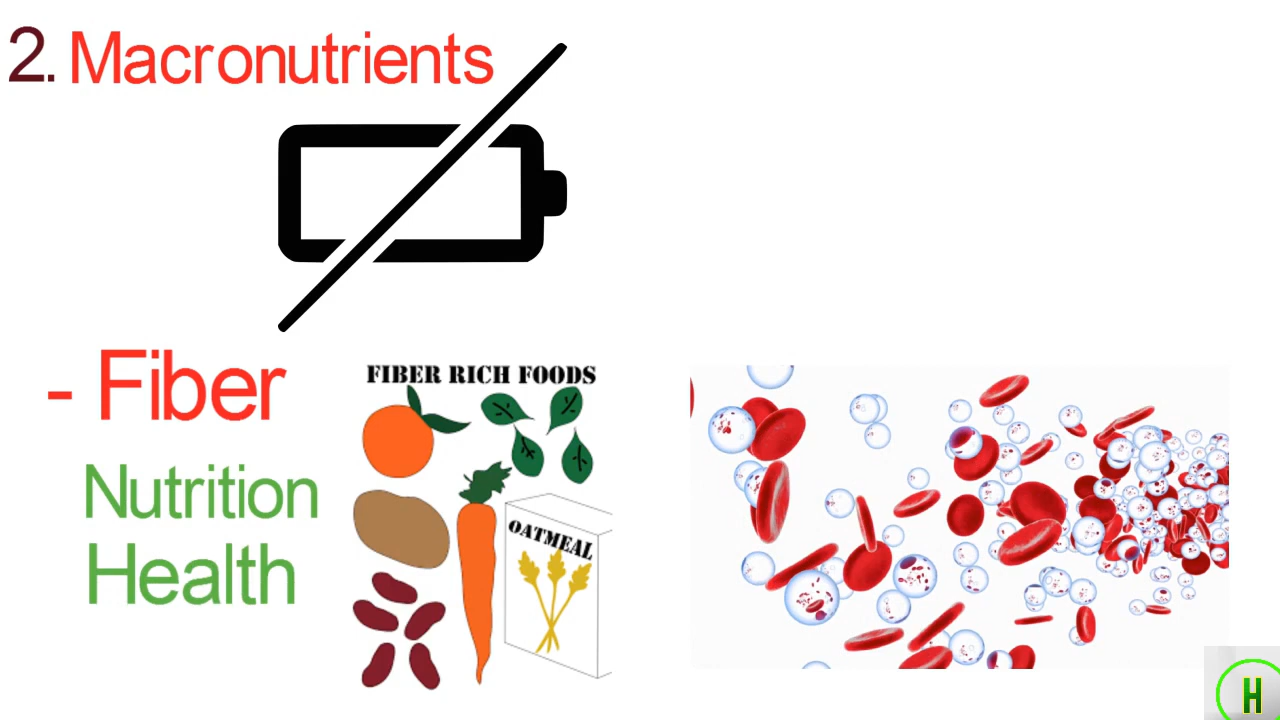 2. Macronutrients
- Fiber
Nutrition
Health
FIBER RICH FOODS
OATMEAL
H